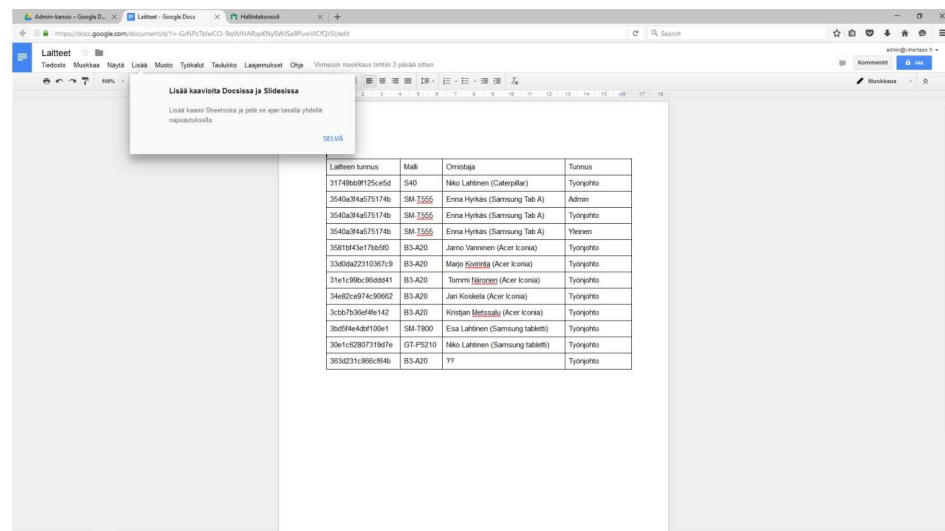 Admin-kansio – Google D... Laitteet - Google Docs Hallintakonsoli
Search
Laitteet
Tiedosto Muokkaa Näytä Lisää Muoto Työkalut Taulukko Laajennukset Ohje Viimeisin muokkaus tehtiin 3 päivää sitten
Kommentit Jaa
100% Muokkaus
Lisää kaavioita Docsissa ja Slidesissa
Lisää kaavio Sheetsista ja pidä se ajan tasalla yhdellä
napsautuksella.
SELVÄ
Laitteen tunnus Malli Omistaja Tunnus
31749bb9f125ce5d S40 Niko Lahtinen (Caterpillar) Työnjohto
3540a3f4a575174b SM-T555 Enna Hyrkäs (Samsung Tab A) Admin
3540a3f4a575174b SM-T555 Enna Hyrkäs (Samsung Tab A) Työnjohto
3540a3f4a575174b SM-T555 Enna Hyrkäs (Samsung Tab A) Yleinen
3581bf43e17bb5f0 B3-A20 Jarno Vanninen (Acer Iconia) Työnjohto
33d0da22310367c9 B3-A20 Marjo Kivirinta (Acer Iconia) Työnjohto
31e1c99bc86ddd41 B3-A20 Tommi Näronen (Acer Iconia) Työnjohto
34e82ce974c90662 B3-A20 Jari Koskela (Acer Iconia) Työnjohto
3cbb7b36ef4fe142 B3-A20 Kristjan Metssalu (Acer Iconia) Työnjohto
3bd5f4e4dbf100e1 SM-T800 Esa Lahtinen (Samsung tabletti) Työnjohto
30e1c62807319d7e GT-P5210 Niko Lahtinen (Samsung tabletti) Työnjohto
363d231c866cf64b B3-A20 ?? Työnjohto